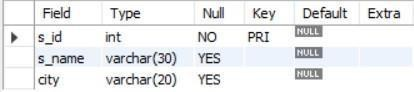 Field Type Null Key Default Extra
s_id int NO PRI NULL
s_name varchar(30) YES NULL
city varchar(20) YES NULL